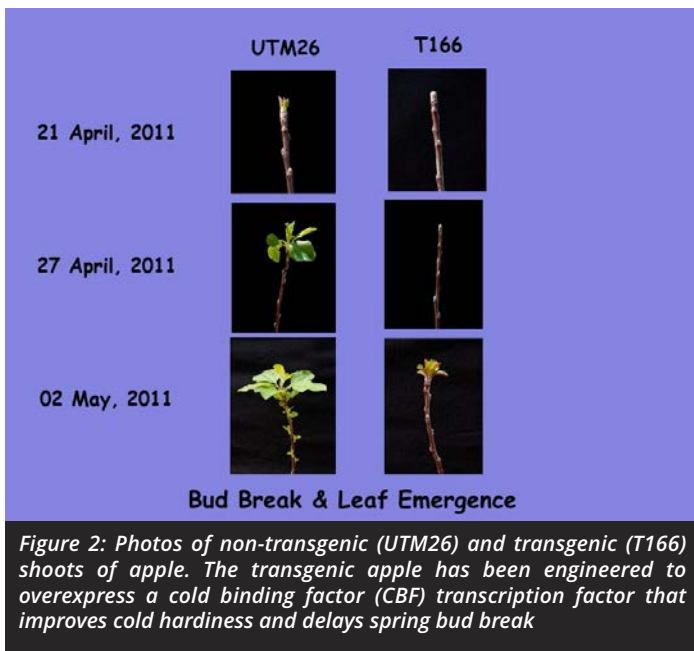 UTM26 T166
21 April, 2011
27 April, 2011
02 May, 2011
Bud Break & Leaf Emergence
Figure 2: Photos of non-transgenic (UTM26) and transgenic (T166)
shoots of apple. The transgenic apple has been engineered to
overexpress a cold binding factor (CBF) transcription factor that
improves cold hardiness and delays spring bud break